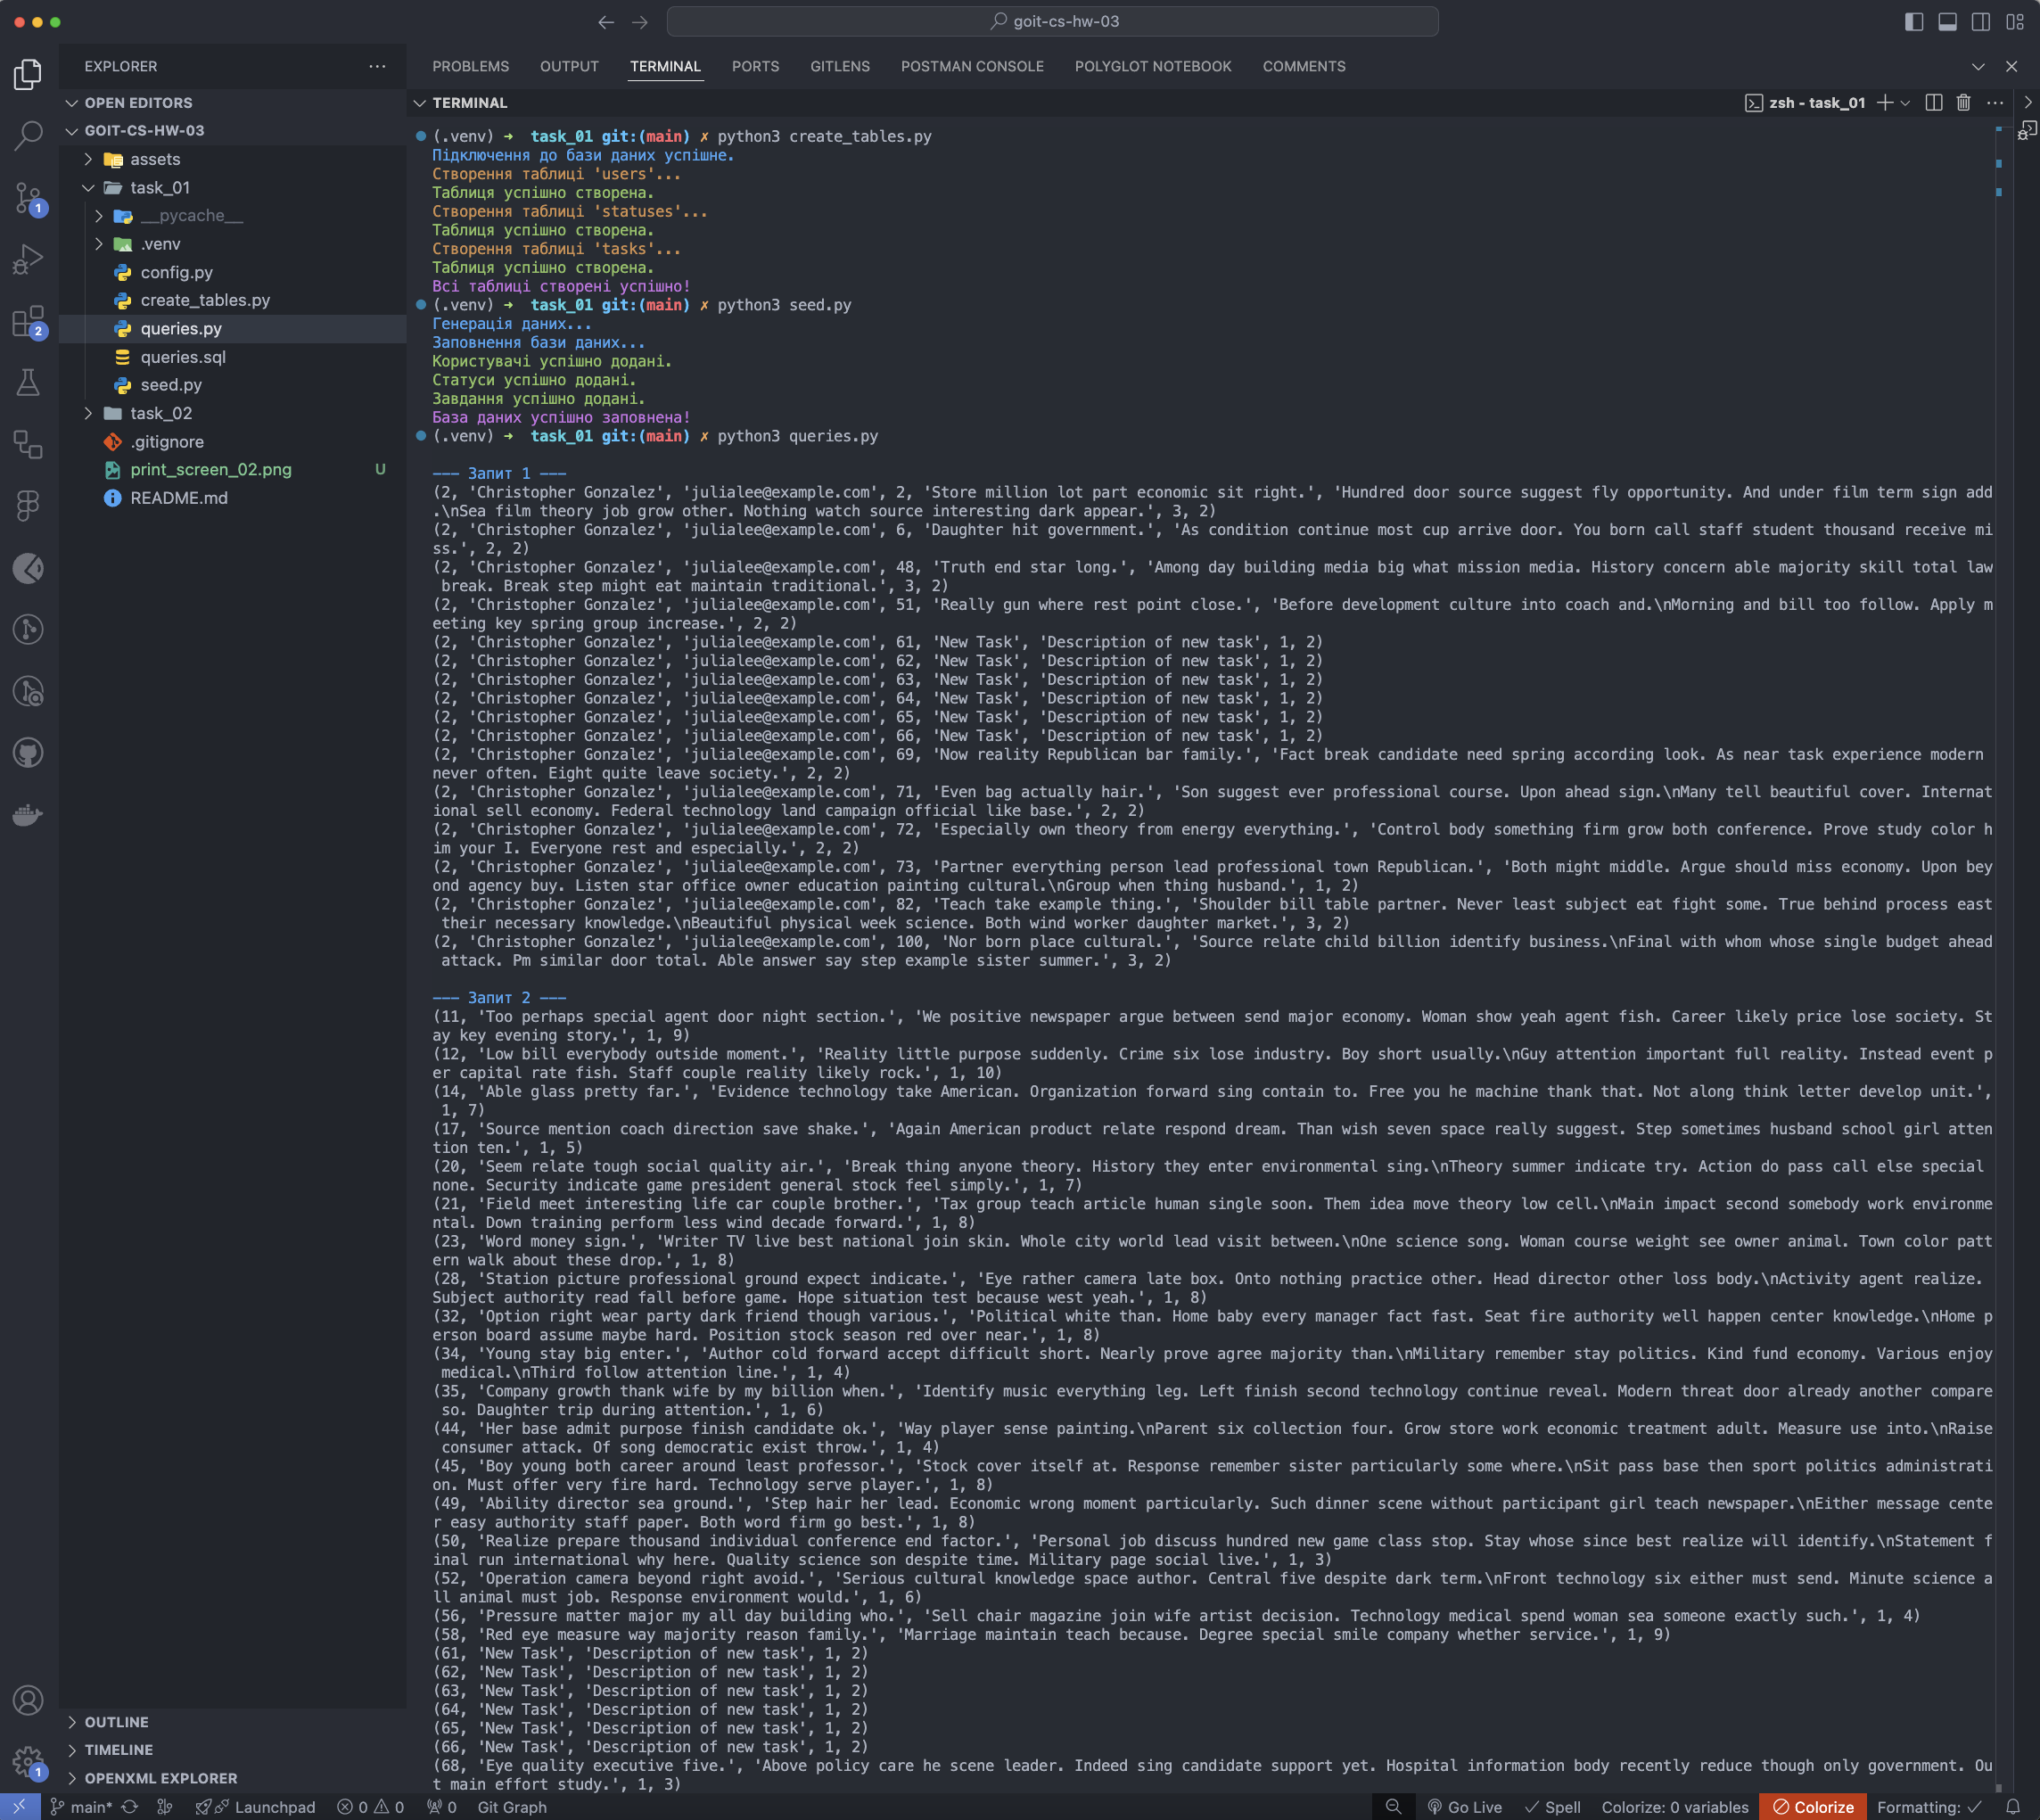 goit-cs-hw-03
EXPLORER
PROBLEMS OUTPUT TERMINAL PORTS GITLENS POSTMAN CONSOLE POLYGLOT NOTEBOOK COMMENTS
OPEN EDITORS
GOIT-CS-HW-03
assets
task_01
__pycache__
.venv
config.py
create_tables.py
queries.py
queries.sql
seed.py
task_02
.gitignore
print_screen_02.png U
README.md
OUTLINE
TIMELINE
OPENXML EXPLORER
1
2
1
TERMINAL
zsh - task_01
(.venv) → task_01 git:(main) ✗ python3 create_tables.py
Підключення до бази даних успішне.
Створення таблиці 'users'...
Таблиця успішно створена.
Створення таблиці 'statuses'...
Таблиця успішно створена.
Створення таблиці 'tasks'...
Таблиця успішно створена.
Всі таблиці створені успішно!
(.venv) → task_01 git:(main) ✗ python3 seed.py
Генерація даних...
Заповнення бази даних...
Користувачі успішно додані.
Статуси успішно додані.
Завдання успішно додані.
База даних успішно заповнена!
(.venv) → task_01 git:(main) ✗ python3 queries.py
--- Запит 1 ---
(2, 'Christopher Gonzalez', 'julialee@example.com', 2, 'Store million lot part economic sit right.', 'Hundred door source suggest fly opportunity. And under film term sign add
.\nSea film theory job grow other. Nothing watch source interesting dark appear.', 3, 2)
(2, 'Christopher Gonzalez', 'julialee@example.com', 6, 'Daughter hit government.', 'As condition continue most cup arrive door. You born call staff student thousand receive mi
ss.', 2, 2)
(2, 'Christopher Gonzalez', 'julialee@example.com', 48, 'Truth end star long.', 'Among day building media big what mission media. History concern able majority skill total law
break. Break step might eat maintain traditional.', 3, 2)
(2, 'Christopher Gonzalez', 'julialee@example.com', 51, 'Really gun where rest point close.', 'Before development culture into coach and.\nMorning and bill too follow. Apply m
eeting key spring group increase.', 2, 2)
(2, 'Christopher Gonzalez', 'julialee@example.com', 61, 'New Task', 'Description of new task', 1, 2)
(2, 'Christopher Gonzalez', 'julialee@example.com', 62, 'New Task', 'Description of new task', 1, 2)
(2, 'Christopher Gonzalez', 'julialee@example.com', 63, 'New Task', 'Description of new task', 1, 2)
(2, 'Christopher Gonzalez', 'julialee@example.com', 64, 'New Task', 'Description of new task', 1, 2)
(2, 'Christopher Gonzalez', 'julialee@example.com', 65, 'New Task', 'Description of new task', 1, 2)
(2, 'Christopher Gonzalez', 'julialee@example.com', 66, 'New Task', 'Description of new task', 1, 2)
(2, 'Christopher Gonzalez', 'julialee@example.com', 69, 'Now reality Republican bar family.', 'Fact break candidate need spring according look. As near task experience modern
never often. Eight quite leave society.', 2, 2)
(2, 'Christopher Gonzalez', 'julialee@example.com', 71, 'Even bag actually hair.', 'Son suggest ever professional course. Upon ahead sign.\nMany tell beautiful cover. Internat
ional sell economy. Federal technology land campaign official like base.', 2, 2)
(2, 'Christopher Gonzalez', 'julialee@example.com', 72, 'Especially own theory from energy everything.', 'Control body something firm grow both conference. Prove study color h
im your I. Everyone rest and especially.', 2, 2)
(2, 'Christopher Gonzalez', 'julialee@example.com', 73, 'Partner everything person lead professional town Republican.', 'Both might middle. Argue should miss economy. Upon bey
ond agency buy. Listen star office owner education painting cultural.\nGroup when thing husband.', 1, 2)
(2, 'Christopher Gonzalez', 'julialee@example.com', 82, 'Teach take example thing.', 'Shoulder bill table partner. Never least subject eat fight some. True behind process east
their necessary knowledge.\nBeautiful physical week science. Both wind worker daughter market.', 3, 2)
(2, 'Christopher Gonzalez', 'julialee@example.com', 100, 'Nor born place cultural.', 'Source relate child billion identify business.\nFinal with whom whose single budget ahead
attack. Pm similar door total. Able answer say step example sister summer.', 3, 2)
--- Запит 2 ---
(11, 'Too perhaps special agent door night section.', 'We positive newspaper argue between send major economy. Woman show yeah agent fish. Career likely price lose society. St
ay key evening story.', 1, 9)
(12, 'Low bill everybody outside moment.', 'Reality little purpose suddenly. Crime six lose industry. Boy short usually.\nGuy attention important full reality. Instead event p
er capital rate fish. Staff couple reality likely rock.', 1, 10)
(14, 'Able glass pretty far.', 'Evidence technology take American. Organization forward sing contain to. Free you he machine thank that. Not along think letter develop unit.',
1, 7)
(17, 'Source mention coach direction save shake.', 'Again American product relate respond dream. Than wish seven space really suggest. Step sometimes husband school girl atten
tion ten.', 1, 5)
(20, 'Seem relate tough social quality air.', 'Break thing anyone theory. History they enter environmental sing.\nTheory summer indicate try. Action do pass call else special
none. Security indicate game president general stock feel simply.', 1, 7)
(21, 'Field meet interesting life car couple brother.', 'Tax group teach article human single soon. Them idea move theory low cell.\nMain impact second somebody work environme
ntal. Down training perform less wind decade forward.', 1, 8)
(23, 'Word money sign.', 'Writer TV live best national join skin. Whole city world lead visit between.\nOne science song. Woman course weight see owner animal. Town color patt
ern walk about these drop.', 1, 8)
(28, 'Station picture professional ground expect indicate.', 'Eye rather camera late box. Onto nothing practice other. Head director other loss body.\nActivity agent realize.
Subject authority read fall before game. Hope situation test because west yeah.', 1, 8)
(32, 'Option right wear party dark friend though various.', 'Political white than. Home baby every manager fact fast. Seat fire authority well happen center knowledge.\nHome p
erson board assume maybe hard. Position stock season red over near.', 1, 8)
(34, 'Young stay big enter.', 'Author cold forward accept difficult short. Nearly prove agree majority than.\nMilitary remember stay politics. Kind fund economy. Various enjoy
medical.\nThird follow attention line.', 1, 4)
(35, 'Company growth thank wife by my billion when.', 'Identify music everything leg. Left finish second technology continue reveal. Modern threat door already another compare
so. Daughter trip during attention.', 1, 6)
(44, 'Her base admit purpose finish candidate ok.', 'Way player sense painting.\nParent six collection four. Grow store work economic treatment adult. Measure use into.\nRaise
consumer attack. Of song democratic exist throw.', 1, 4)
(45, 'Boy young both career around least professor.', 'Stock cover itself at. Response remember sister particularly some where.\nSit pass base then sport politics administrati
on. Must offer very fire hard. Technology serve player.', 1, 8)
(49, 'Ability director sea ground.', 'Step hair her lead. Economic wrong moment particularly. Such dinner scene without participant girl teach newspaper.\nEither message cente
r easy authority staff paper. Both word firm go best.', 1, 8)
(50, 'Realize prepare thousand individual conference end factor.', 'Personal job discuss hundred new game class stop. Stay whose since best realize will identify.\nStatement f
inal run international why here. Quality science son despite time. Military page social live.', 1, 3)
(52, 'Operation camera beyond right avoid.', 'Serious cultural knowledge space author. Central five despite dark term.\nFront technology six either must send. Minute science a
ll animal must job. Response environment would.', 1, 6)
(56, 'Pressure matter major my all day building who.', 'Sell chair magazine join wife artist decision. Technology medical spend woman sea someone exactly such.', 1, 4)
(58, 'Red eye measure way majority reason family.', 'Marriage maintain teach because. Degree special smile company whether service.', 1, 9)
(61, 'New Task', 'Description of new task', 1, 2)
(62, 'New Task', 'Description of new task', 1, 2)
(63, 'New Task', 'Description of new task', 1, 2)
(64, 'New Task', 'Description of new task', 1, 2)
(65, 'New Task', 'Description of new task', 1, 2)
(66, 'New Task', 'Description of new task', 1, 2)
(68, 'Eye quality executive five.', 'Above policy care he scene leader. Indeed sing candidate support yet. Hospital information body recently reduce though only government. Ou
t main effort study.', 1, 3)
main* Launchpad 0 0 0 Git Graph Go Live Spell Colorize: 0 variables Colorize Formatting: ✓